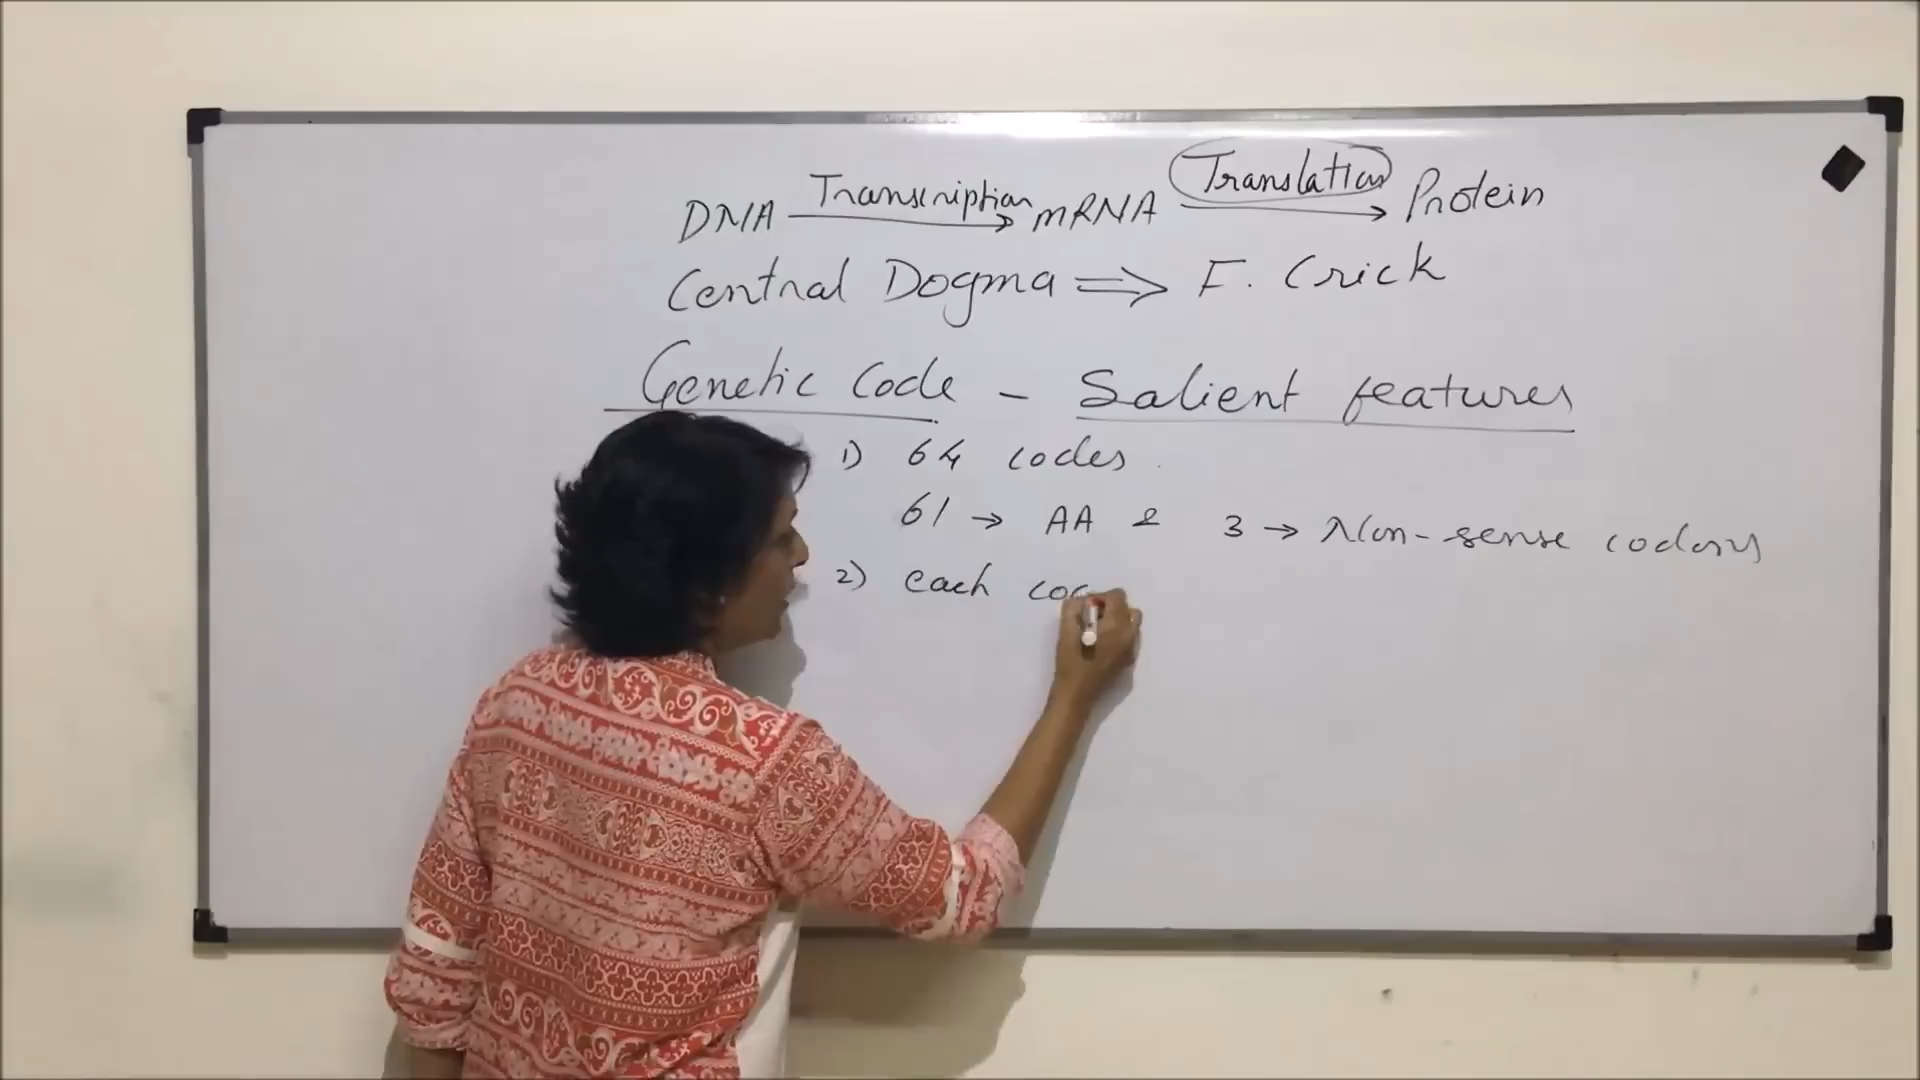 DNA Transcription mRNA Translation Protein
Central Dogma ⇒ F. Crick
Genetic Code - Salient features
1) 64 codes.
61 → AA & 3 → Non-sense codons
2) each